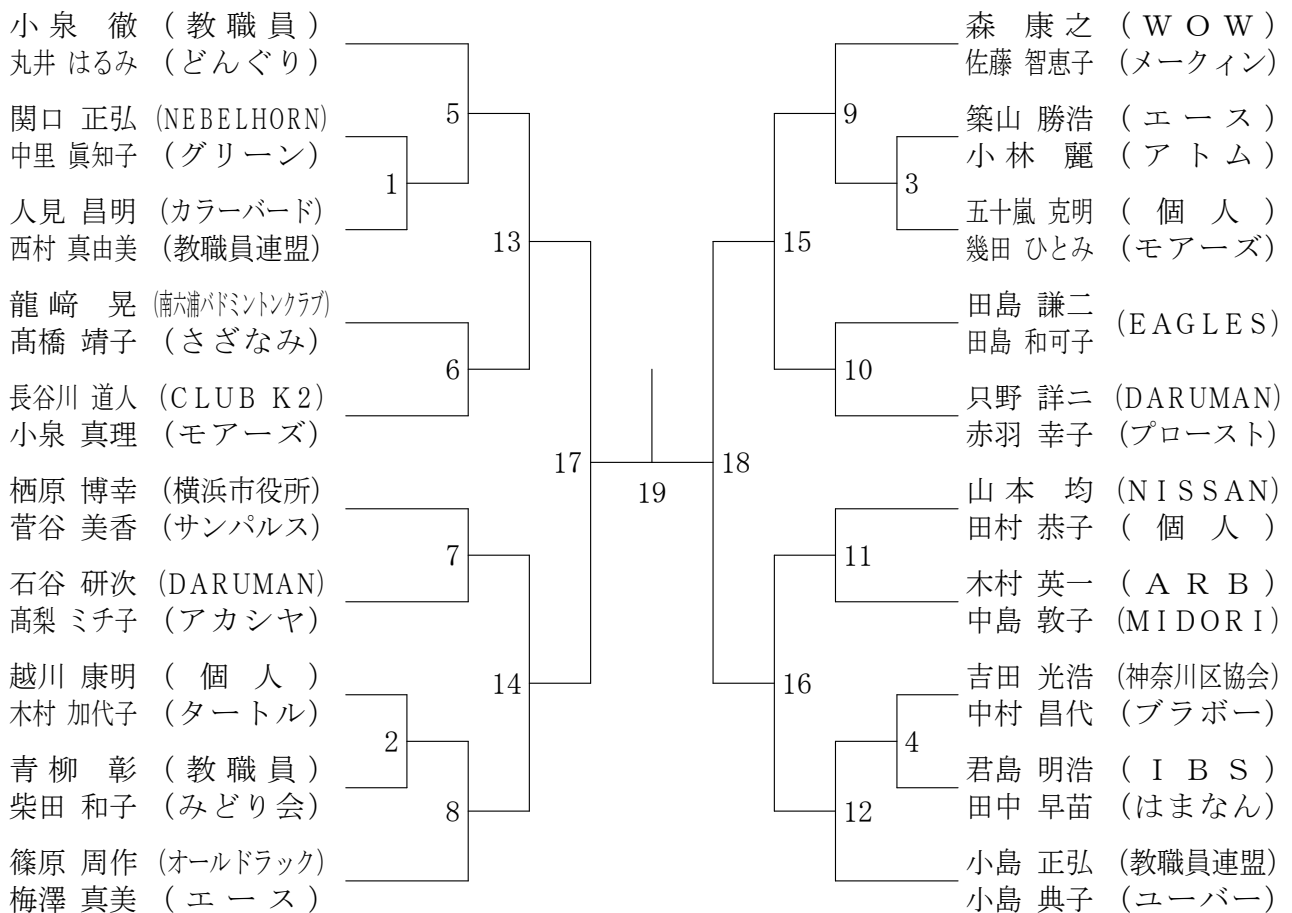 小泉 徹 (教職員)
丸井 はるみ (どんぐり)
5
関口 正弘 (NEBELHORN)
中里 眞知子 (グリーン)
1
人見 昌明 (カラーバード)
西村 真由美 (教職員連盟)
13
龍﨑 晃 (南六浦バドミントンクラブ)
髙橋 靖子 (さざなみ)
6
長谷川 道人 (CLUB K2)
小泉 真理 (モアーズ)
17
栖原 博幸 (横浜市役所)
菅谷 美香 (サンパルス)
7
石谷 研次 (DARUMAN)
髙梨 ミチ子 (アカシヤ)
越川 康明 (個人)
木村 加代子 (タートル)
14
2
青柳 彰 (教職員)
柴田 和子 (みどり会)
8
篠原 周作 (オールドラック)
梅澤 真美 (エース)
19
森 康之 (WOW)
佐藤 智恵子 (メークィン)
9
築山 勝浩 (エース)
小林 麗 (アトム)
3
五十嵐 克明 (個人)
幾田 ひとみ (モアーズ)
15
田島 謙二
田島 和可子
(EAGLES)
10
只野 詳二 (DARUMAN)
赤羽 幸子 (プロースト)
18
山本 均 (NISSAN)
田村 恭子 (個人)
11
木村 英一 (ARB)
中島 敦子 (MIDORI)
16
吉田 光浩 (神奈川区協会)
中村 昌代 (ブラボー)
4
君島 明浩 (IBS)
田中 早苗 (はまなん)
12
小島 正弘 (教職員連盟)
小島 典子 (ユーバー)